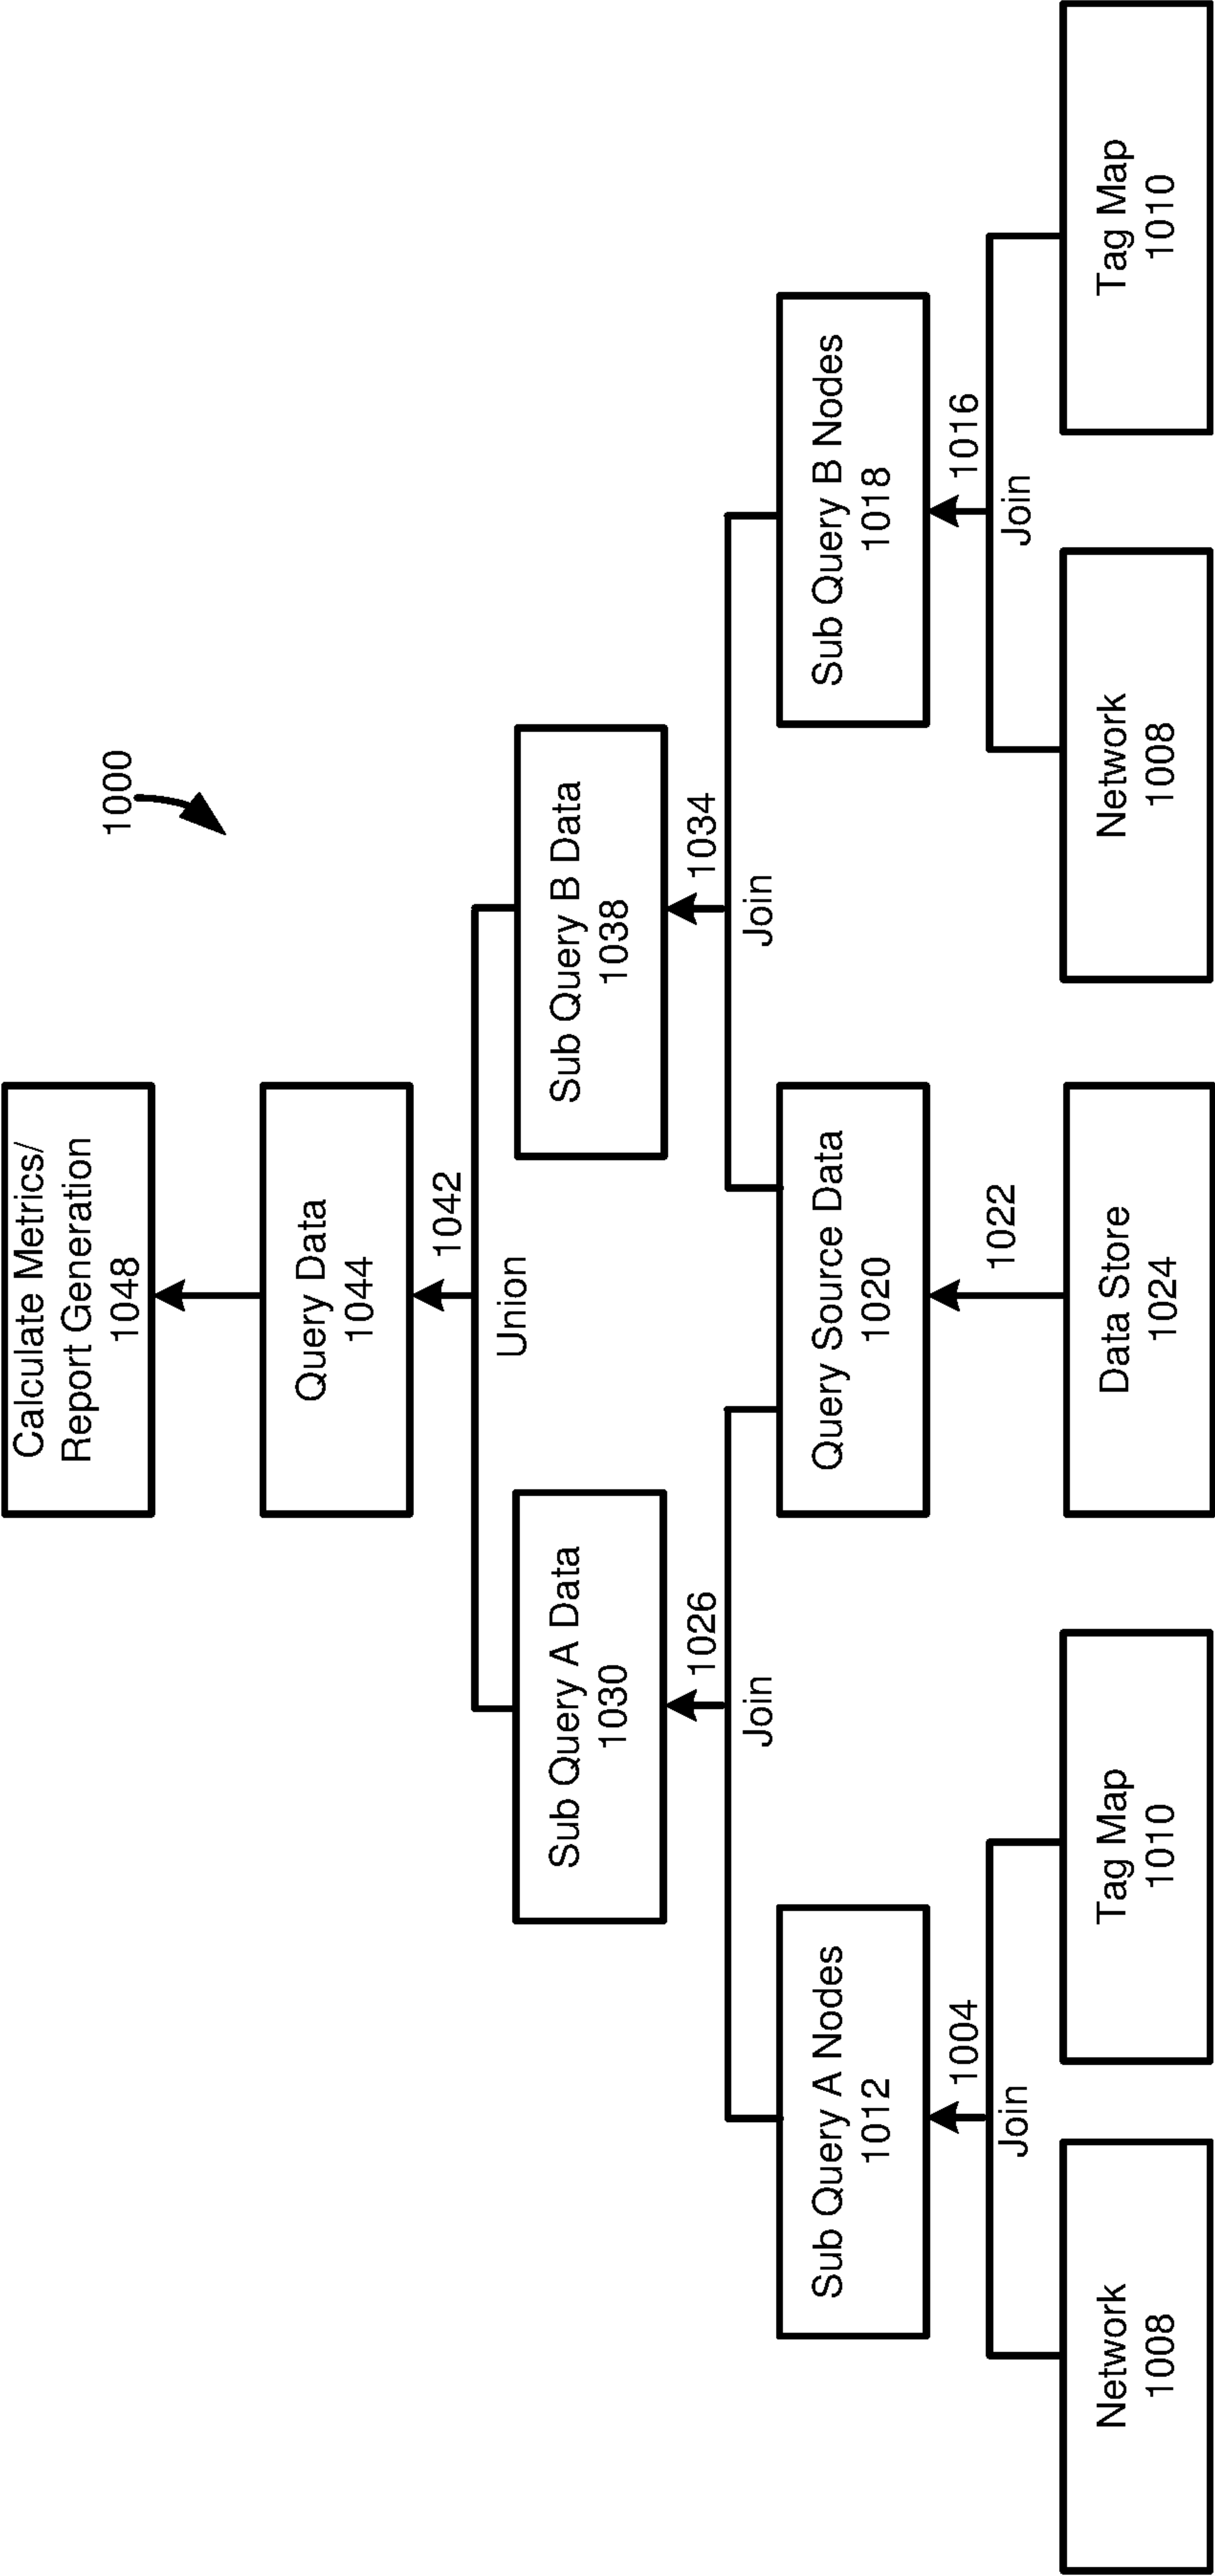 1000
Calculate Metrics/
Report Generation
1048
Query Data
1044
1042
Union
Sub Query A Data
1030
Sub Query B Data
1038
1026
Join
1034
Join
Sub Query A Nodes
1012
Query Source Data
1020
Sub Query B Nodes
1018
1004
Join
1022
1016
Join
Network
1008
Tag Map
1010
Data Store
1024
Network
1008
Tag Map
1010